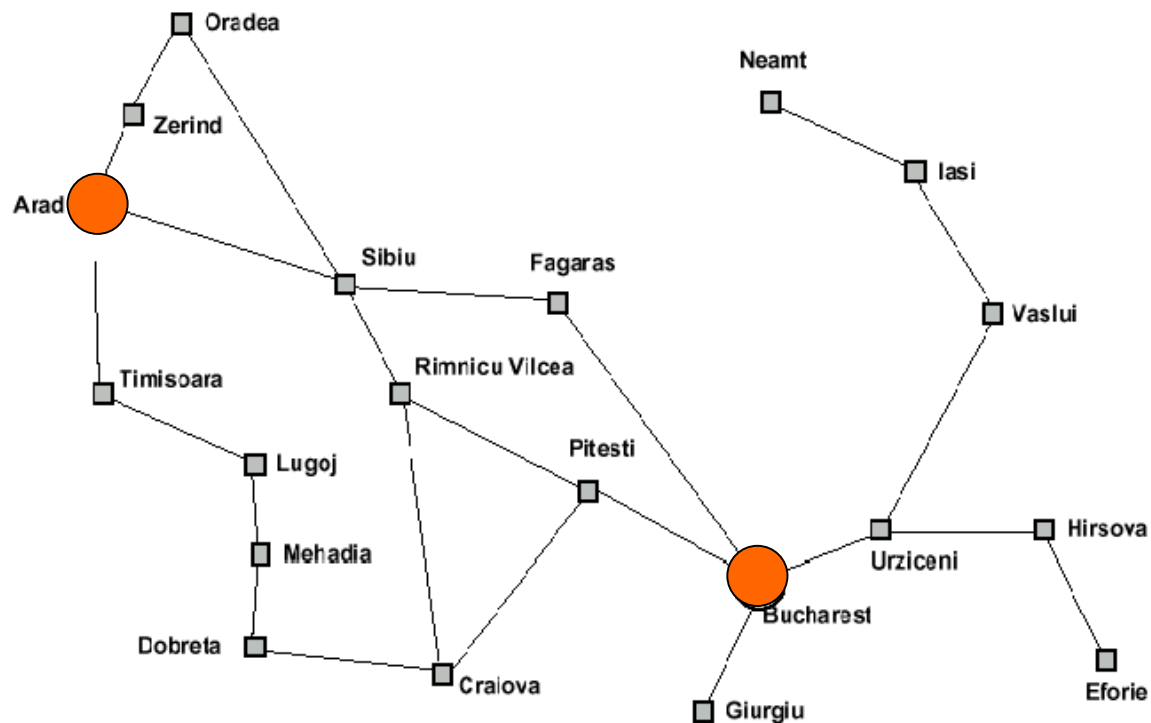 Oradea
Neamt
Zerind
Iasi
Arad
Sibiu
Fagaras
Vaslui
Rimnicu Vilcea
Timisoara
Pitesti
Lugoj
Hirsova
Mehadia
Urziceni
Bucharest
Dobreta
Craiova
Eforie
Giurgiu